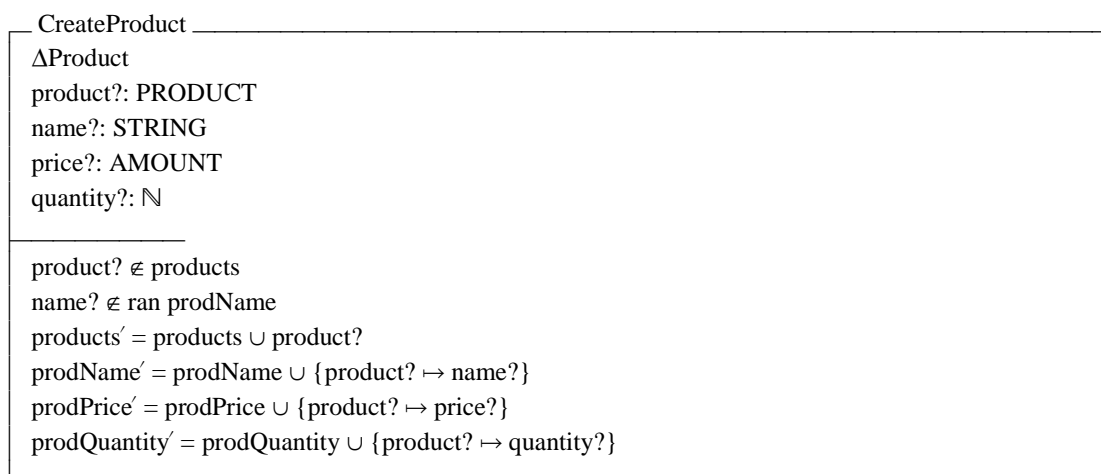 CreateProduct
ΔProduct
product?: PRODUCT
name?: STRING
price?: AMOUNT
quantity?: ℕ
product? ∉ products
name? ∉ ran prodName
products′ = products ∪ product?
prodName′ = prodName ∪ {product? ↦ name?}
prodPrice′ = prodPrice ∪ {product? ↦ price?}
prodQuantity′ = prodQuantity ∪ {product? ↦ quantity?}